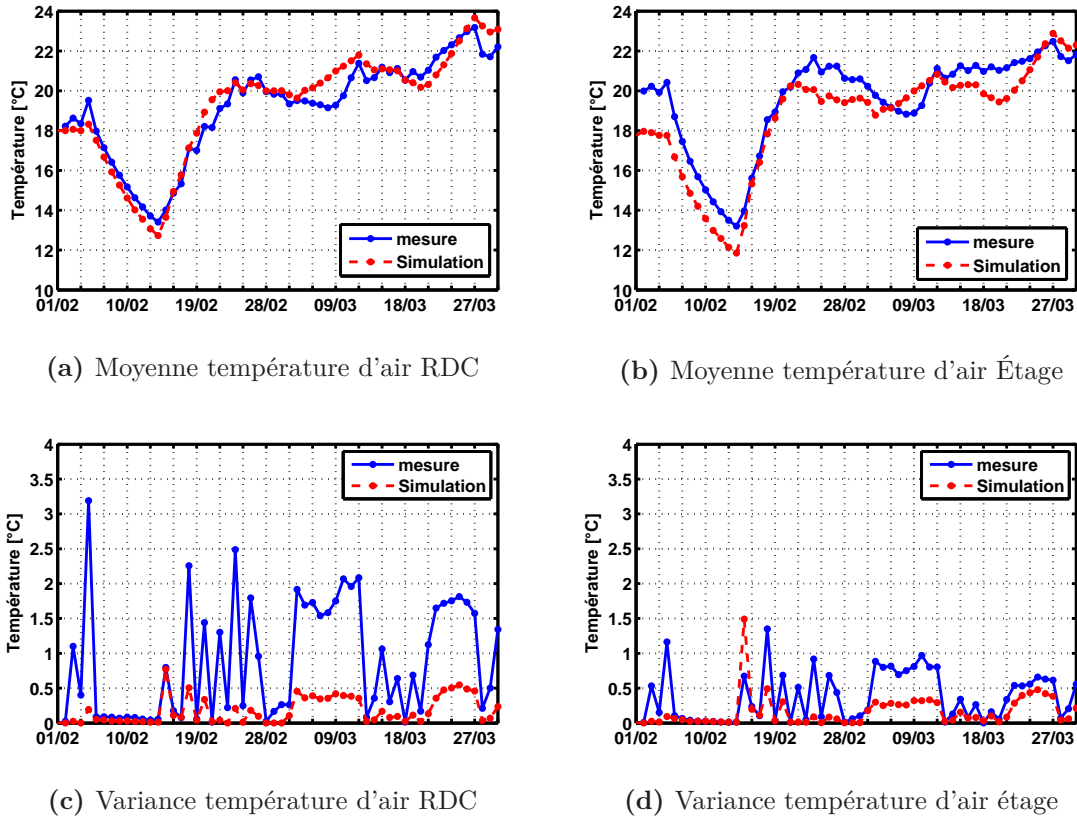 24
22
20
18
16
14
12
10
Température [°C]
mesure
Simulation
01/02 10/02 19/02 28/02 09/03 18/03 27/03
(a) Moyenne température d'air RDC
24
22
20
18
16
14
12
10
Température [°C]
mesure
Simulation
01/02 10/02 19/02 28/02 09/03 18/03 27/03
(b) Moyenne température d'air Étage
4
3.5
3
2.5
2
1.5
1
0.5
0
Température [°C]
mesure
Simulation
01/02 10/02 19/02 28/02 09/03 18/03 27/03
(c) Variance température d'air RDC
4
3.5
3
2.5
2
1.5
1
0.5
0
Température [°C]
mesure
Simulation
01/02 10/02 19/02 28/02 09/03 18/03 27/03
(d) Variance température d'air étage